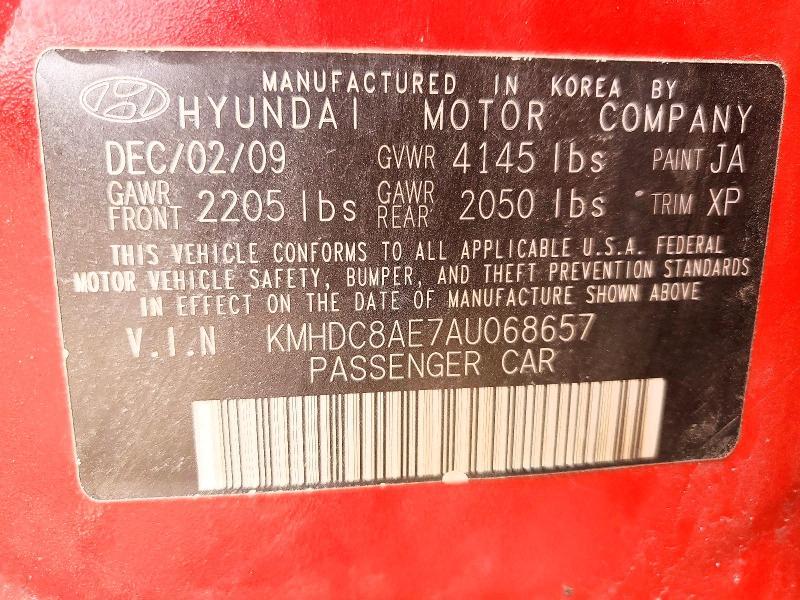 MANUFACTURED IN KOREA BY
HYUNDAI MOTOR COMPANY
DEC/02/09 GVWR 4145 lbs PAINT JA
GAWR FRONT 2205 lbs GAWR REAR 2050 lbs TRIM XP
THIS VEHICLE CONFORMS TO ALL APPLICABLE U.S.A. FEDERAL
MOTOR VEHICLE SAFETY, BUMPER, AND THEFT PREVENTION STANDARDS
IN EFFECT ON THE DATE OF MANUFACTURE SHOWN ABOVE
V.I.N KMHDC8AE7AU068657
PASSENGER CAR